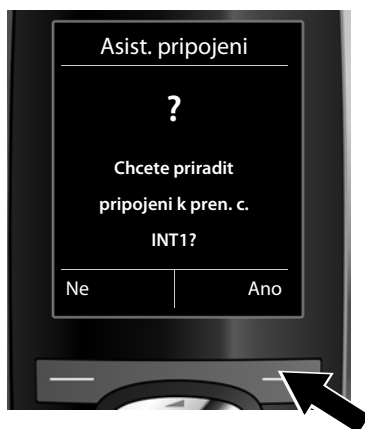 Asist. pripojeni
?
Chcete priradit
pripojeni k pren. c.
INT1?
Ne Ano